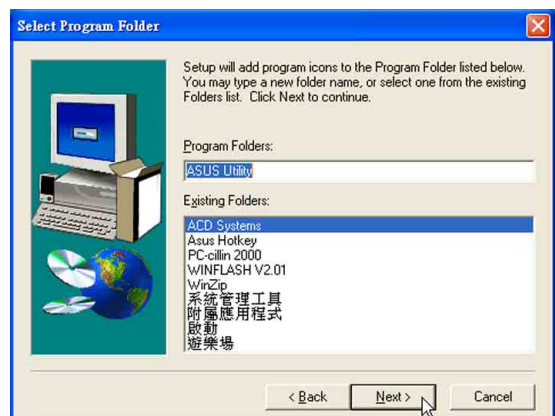 Select Program Folder
Setup will add program icons to the Program Folder listed below.
You may type a new folder name, or select one from the existing
Folders list. Click Next to continue.
Program Folders:
ASUS Utility
Existing Folders:
ACD Systems
Asus Hotkey
PC-cillin 2000
WINFLASH V2.01
WinZip
系統管理工具
附屬應用程式
啟動
遊樂場
< Back
Next >
Cancel